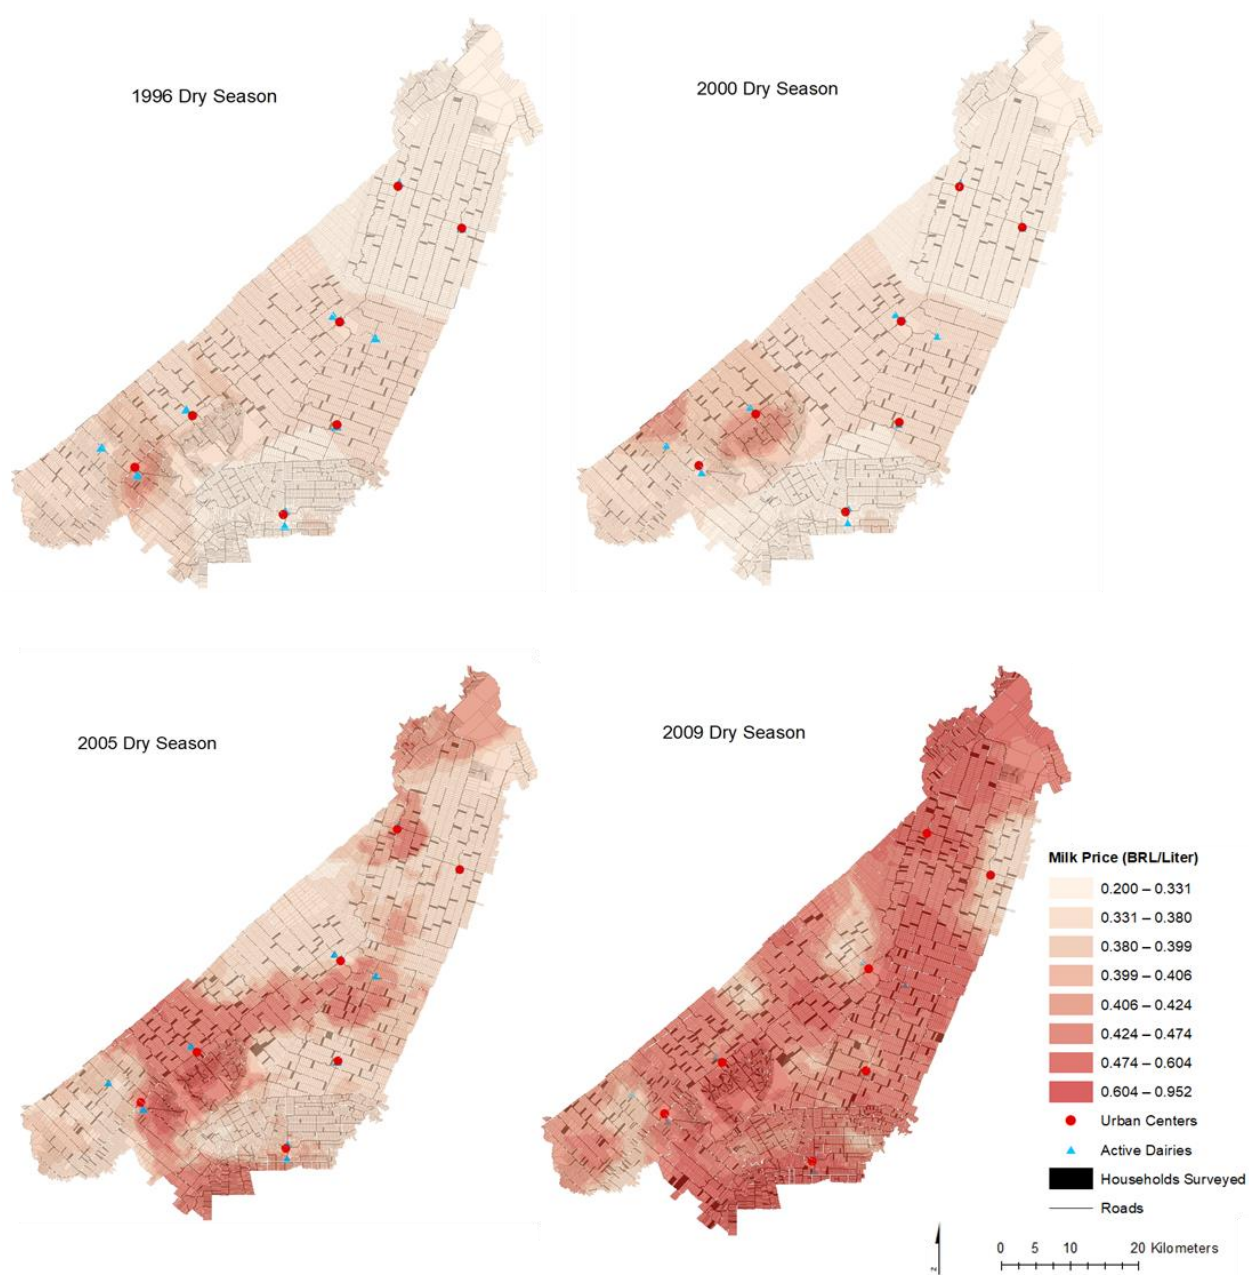 1996 Dry Season
2000 Dry Season
2005 Dry Season
2009 Dry Season
Milk Price (BRL/Liter)
0.200 – 0.331
0.331 – 0.380
0.380 – 0.399
0.399 – 0.406
0.406 – 0.424
0.424 – 0.474
0.474 – 0.604
0.604 – 0.952
Urban Centers
Active Dairies
Households Surveyed
Roads
N
0 5 10 20 Kilometers